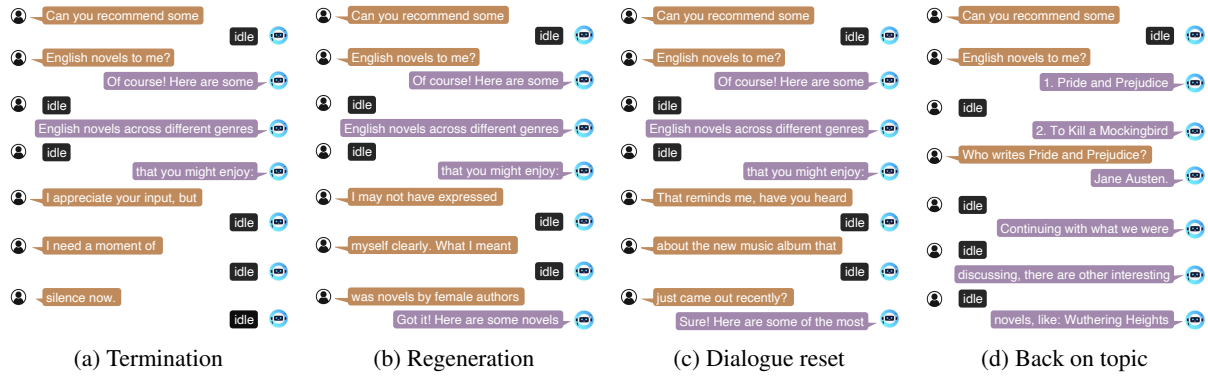 Can you recommend some
idle
English novels to me?
Of course! Here are some
idle
English novels across different genres
idle
that you might enjoy:
I appreciate your input, but
idle
I need a moment of
idle
silence now.
idle
(a) Termination
Can you recommend some
idle
English novels to me?
Of course! Here are some
idle
English novels across different genres
idle
that you might enjoy:
I may not have expressed
idle
myself clearly. What I meant
idle
was novels by female authors
Got it! Here are some novels
(b) Regeneration
Can you recommend some
idle
English novels to me?
Of course! Here are some
idle
English novels across different genres
idle
that you might enjoy:
That reminds me, have you heard
idle
about the new music album that
idle
just came out recently?
Sure! Here are some of the most
(c) Dialogue reset
Can you recommend some
idle
English novels to me?
1. Pride and Prejudice
idle
2. To Kill a Mockingbird
Who writes Pride and Prejudice?
Jane Austen.
idle
Continuing with what we were
idle
discussing, there are other interesting
idle
novels, like: Wuthering Heights
(d) Back on topic